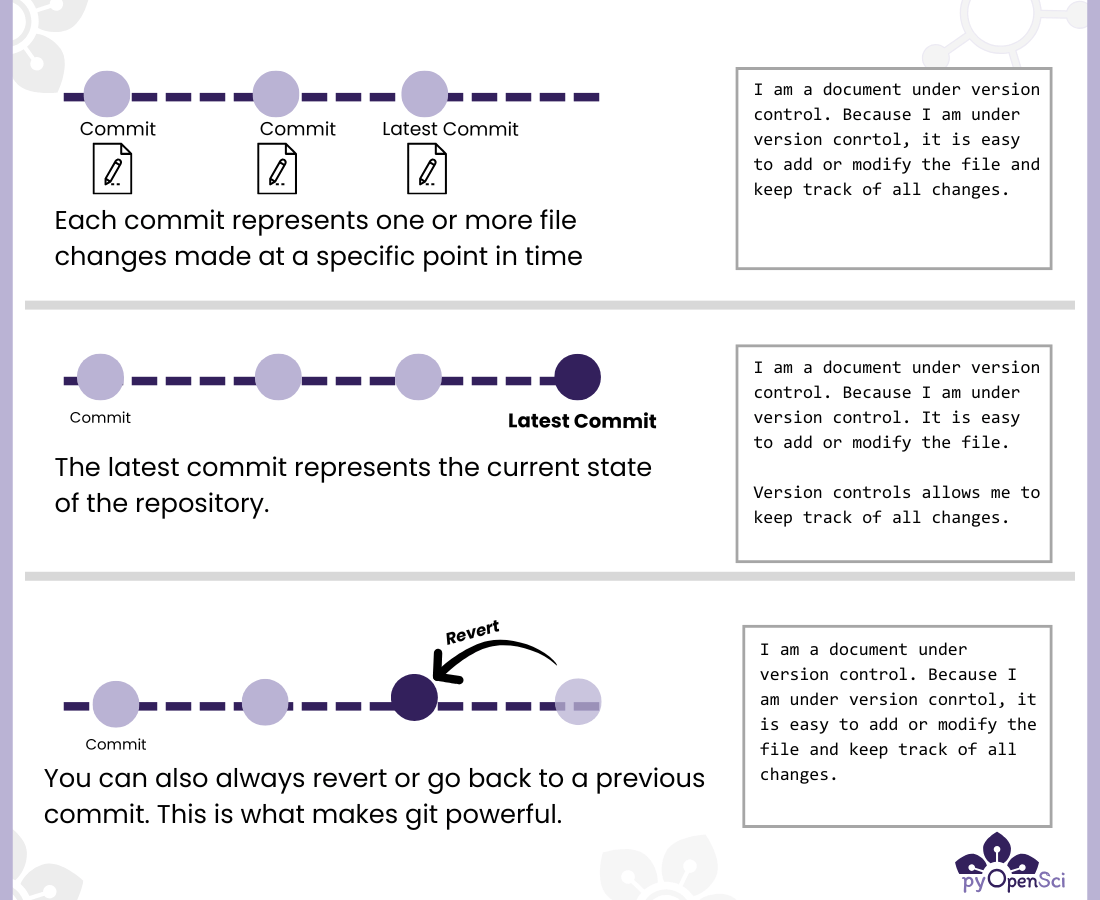 Commit Commit Latest Commit
Each commit represents one or more file
changes made at a specific point in time
I am a document under version
control. Because I am under
version conrtol, it is easy
to add or modify the file and
keep track of all changes.
Commit
Latest Commit
The latest commit represents the current state
of the repository.
I am a document under version
control. Because I am under
version control. It is easy
to add or modify the file.
Version controls allows me to
keep track of all changes.
Revert
Commit
You can also always revert or go back to a previous
commit. This is what makes git powerful.
I am a document under
version control. Because I
am under version conrtol, it
is easy to add or modify the
file and keep track of all
changes.
pyOpenSci